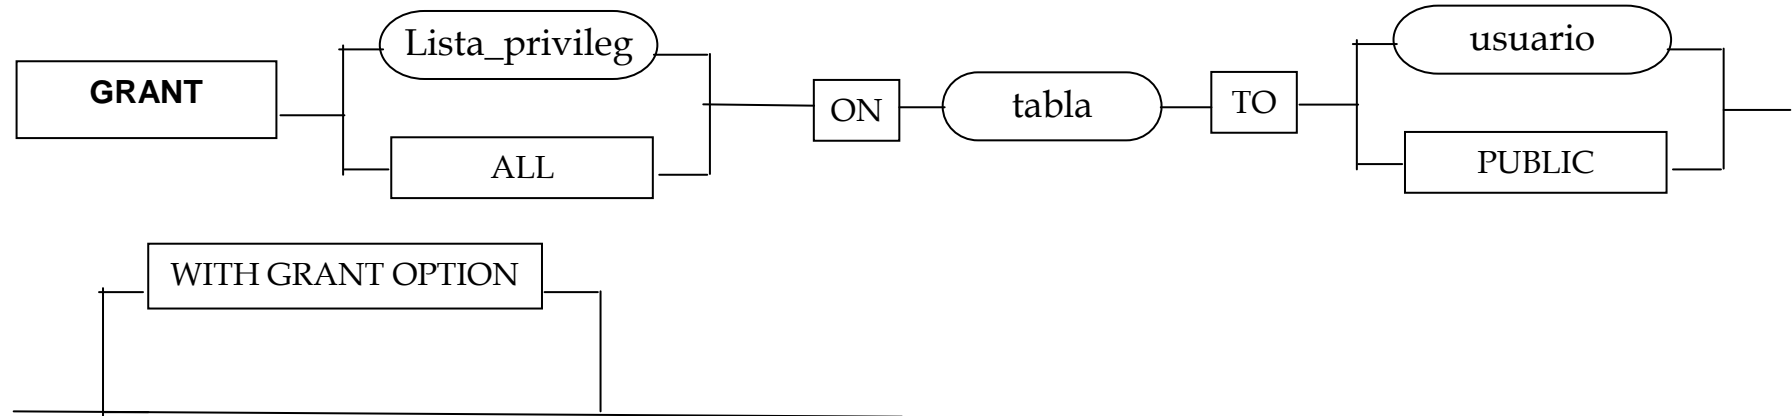 GRANT
Lista_privileg
ALL
ON
tabla
TO
usuario
PUBLIC
WITH GRANT OPTION